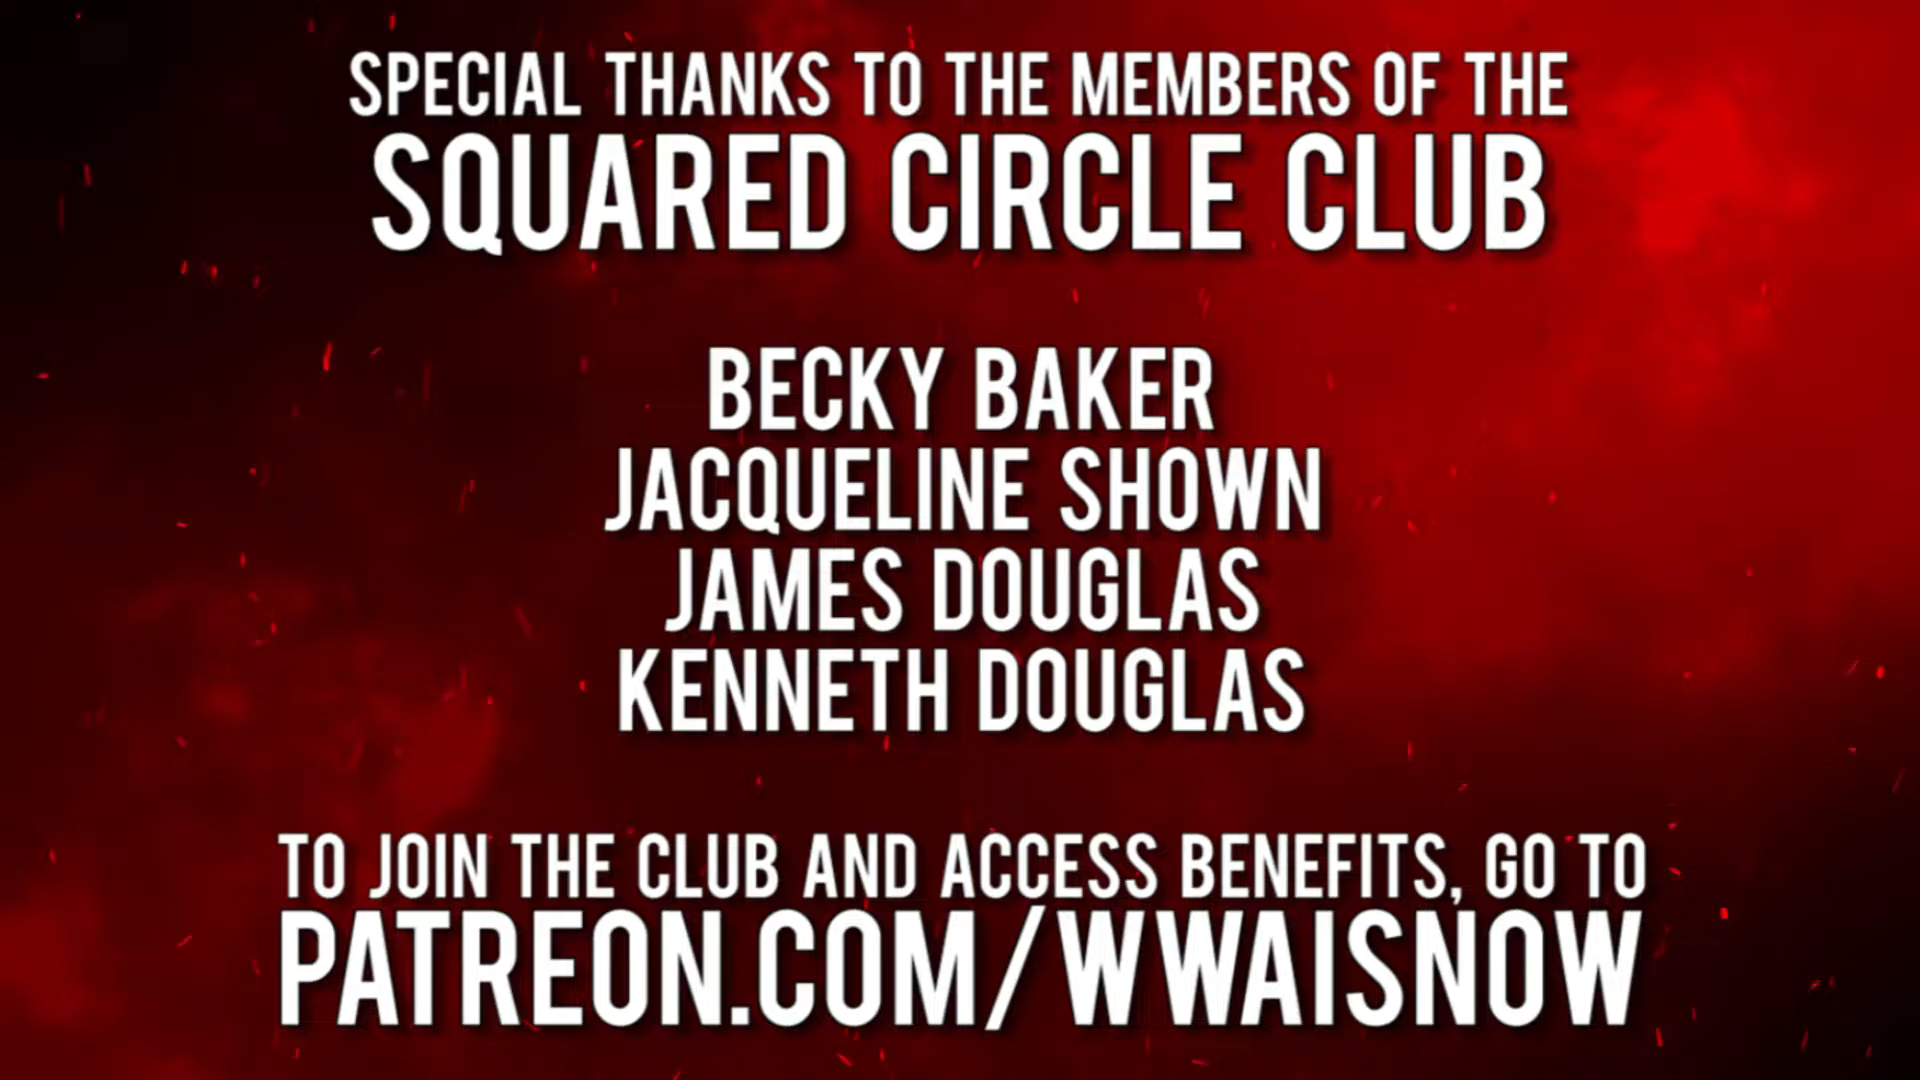 SPECIAL THANKS TO THE MEMBERS OF THE
SQUARED CIRCLE CLUB
BECKY BAKER
JACQUELINE SHOWN
JAMES DOUGLAS
KENNETH DOUGLAS
TO JOIN THE CLUB AND ACCESS BENEFITS, GO TO
PATREON.COM/WWAISNOW